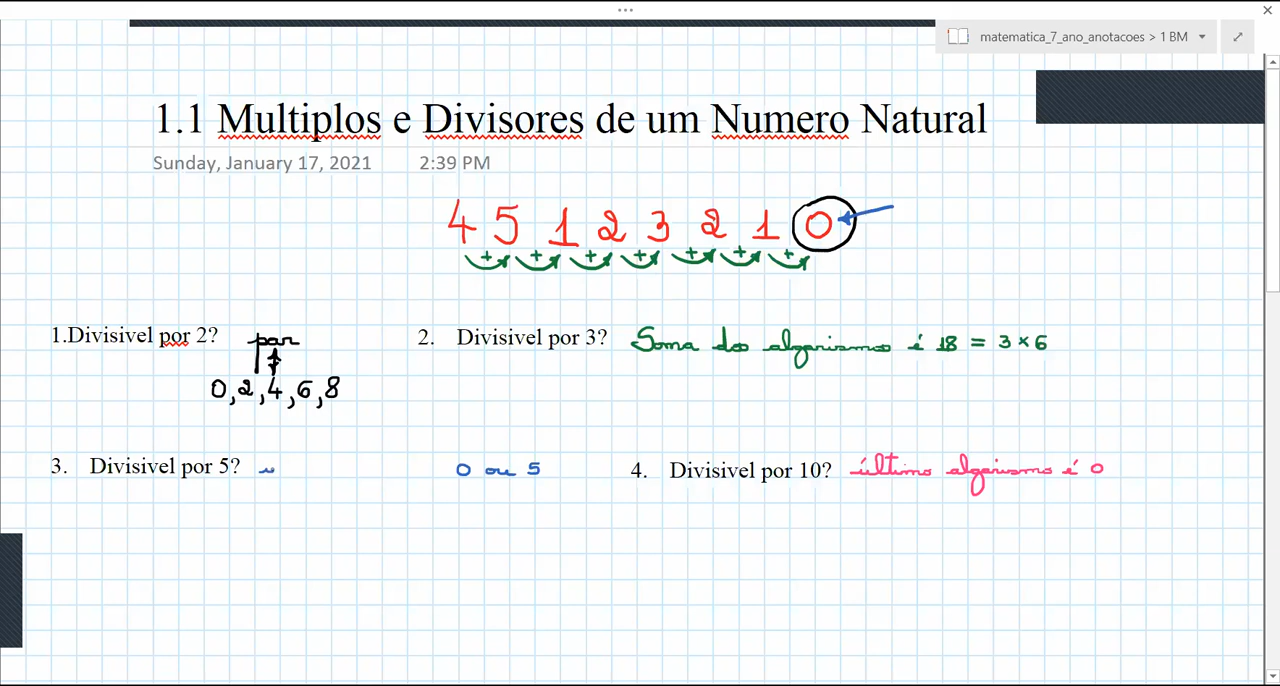 matematica_7_ano_anotacoes > 1 BM
1.1 Multiplos e Divisores de um Numero Natural
Sunday, January 17, 2021 2:39 PM
4 5 1 2 3 2 1 0
+ + + + + + +
1.Divisivel por 2? par
0, 2, 4, 6, 8
2. Divisivel por 3? Soma dos algarismos é 18 = 3 × 6
3. Divisivel por 5? 0 ou 5
4. Divisivel por 10? último algarismo é 0